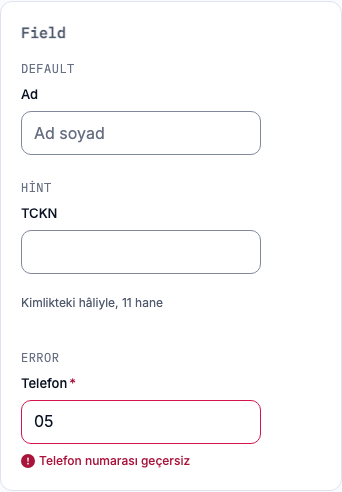 Field
DEFAULT
Ad
Ad soyad
HİNT
TCKN
Kimlikteki hâliyle, 11 hane
ERROR
Telefon *
05
Telefon numarası geçersiz